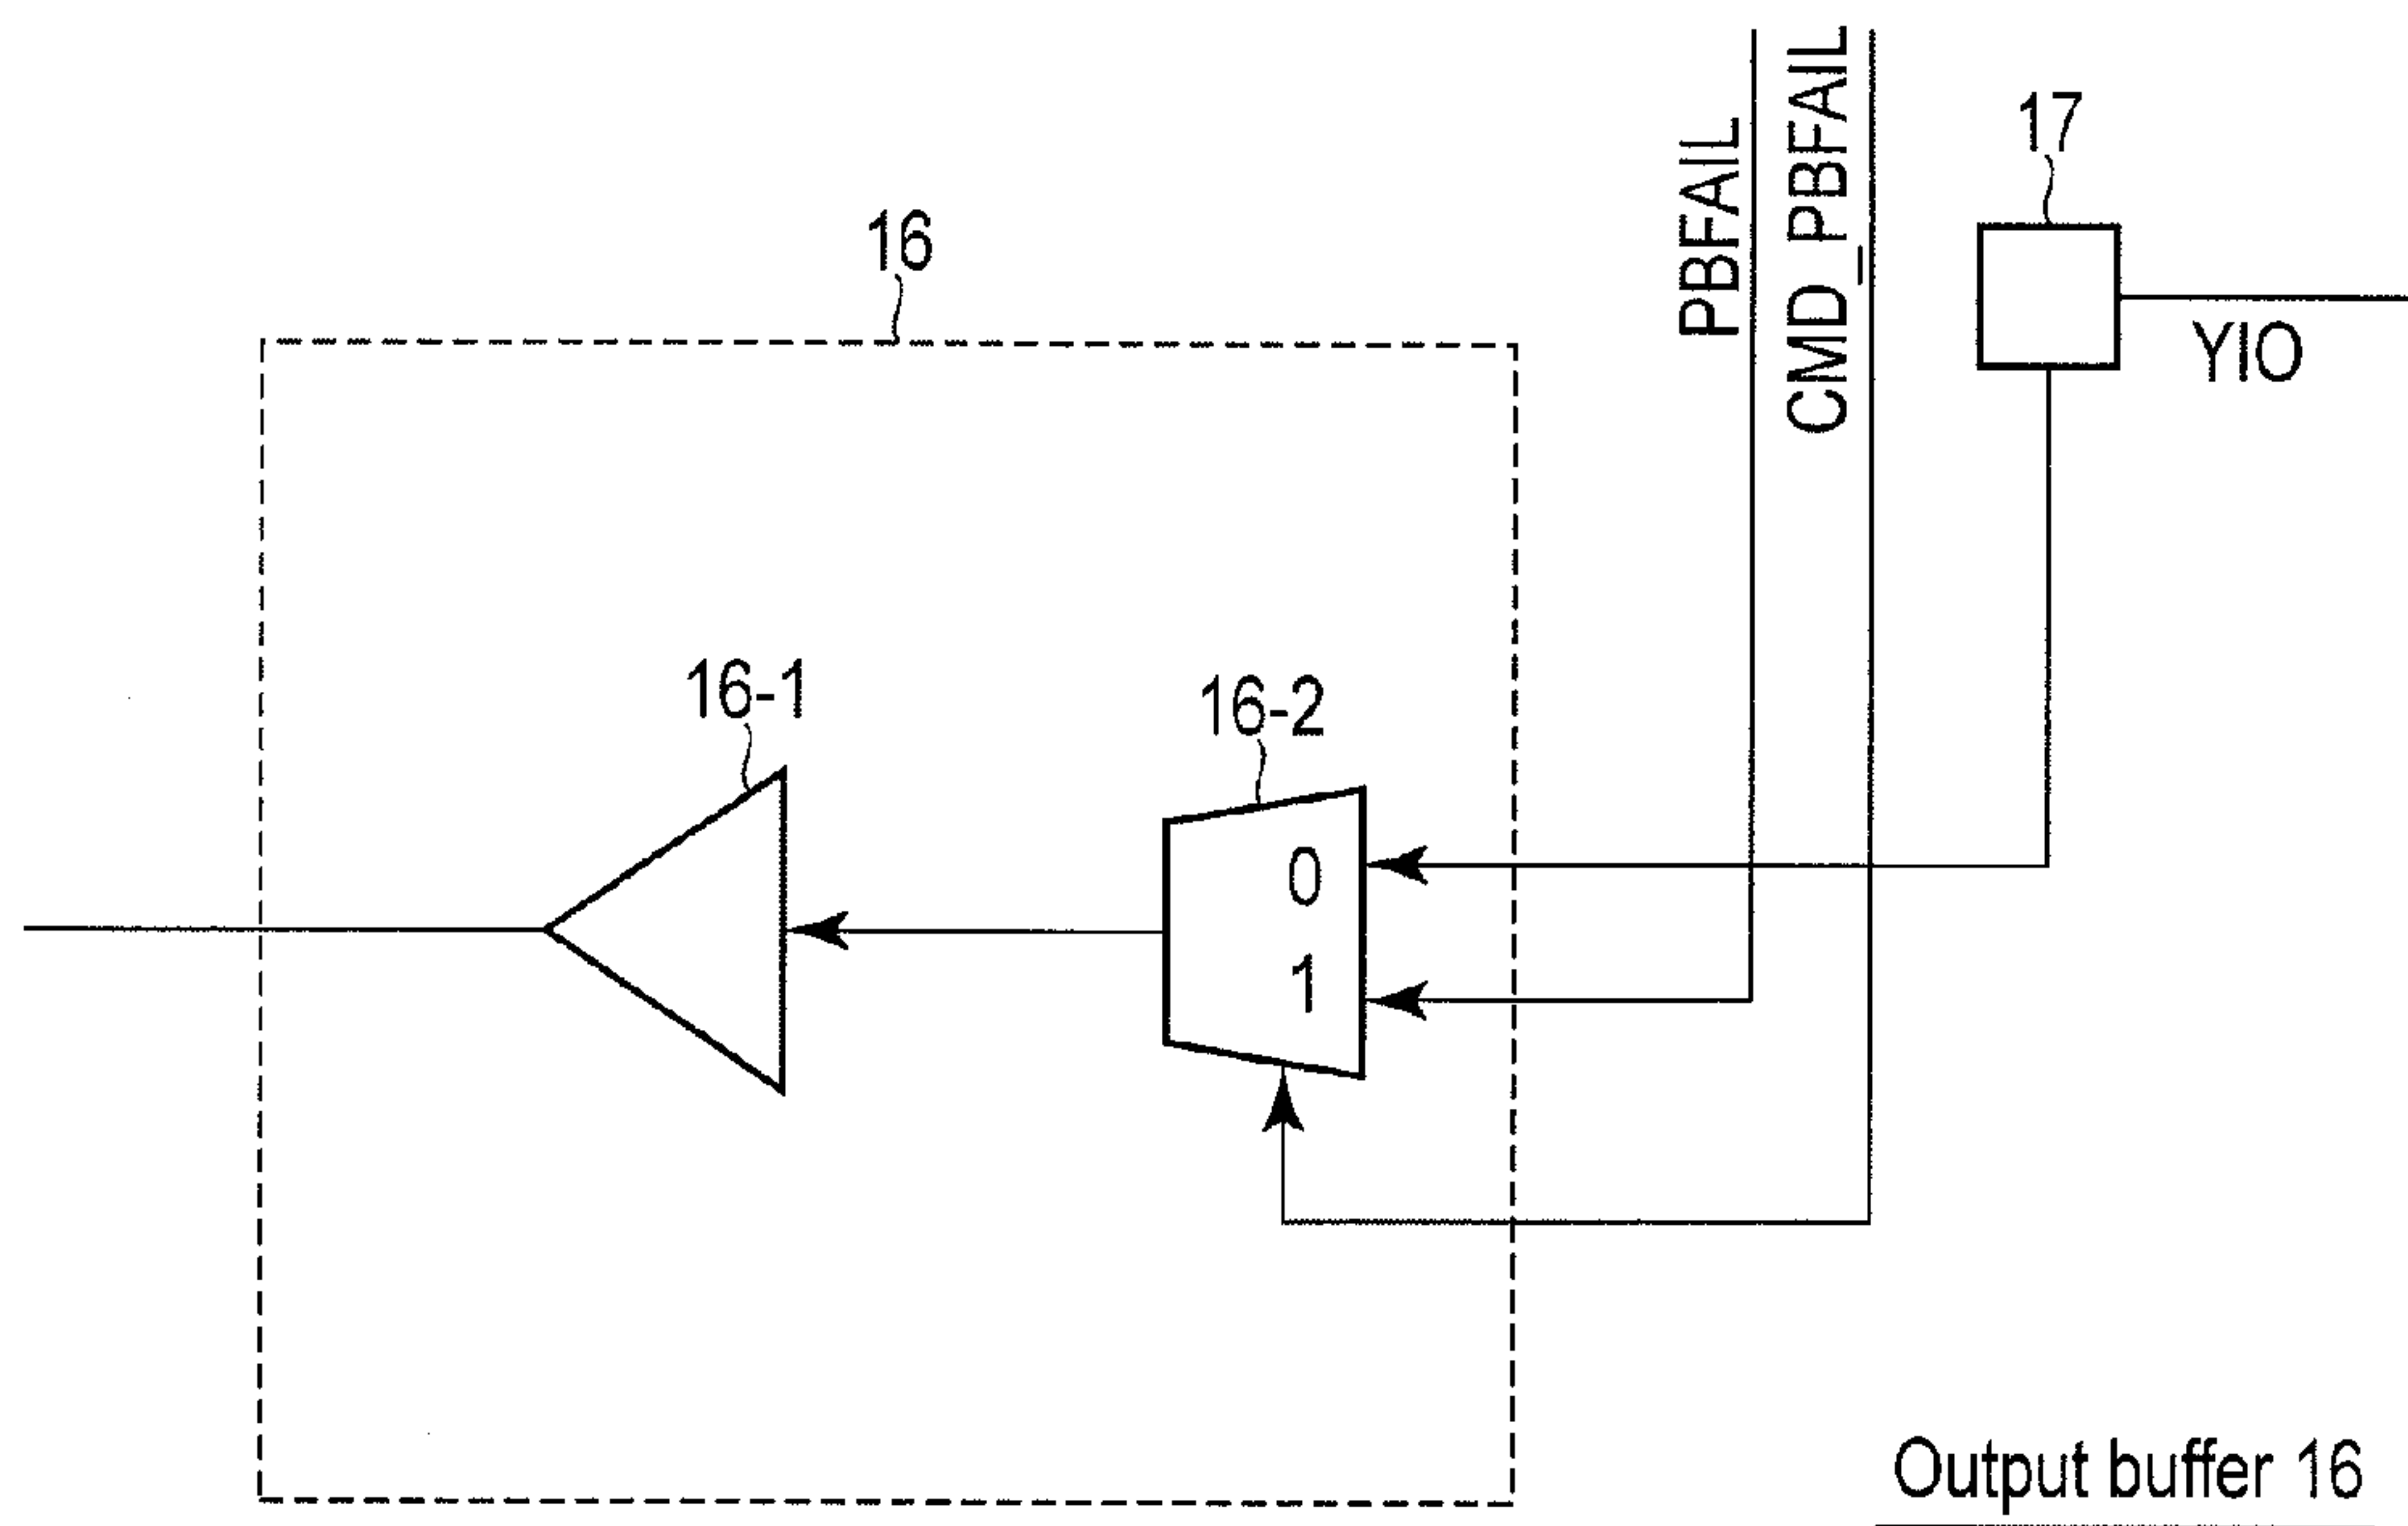 PBFAIL
CMD_PBFAIL
17
YIO
16
16-1
16-2
0
1
Output buffer 16